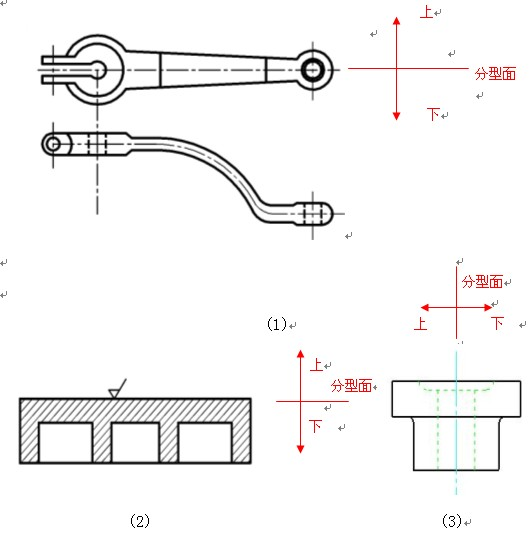 上
分型面
下
分型面
上 下
(1)
上
分型面
下
(2)
(3)